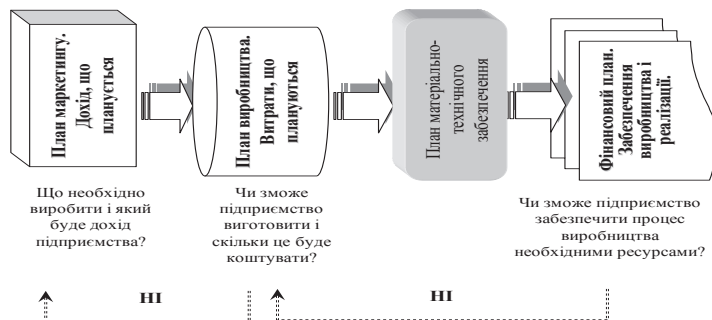 План маркетингу.
Дохід, що
планується
План виробництва.
Витрати, що
плануються
План матеріально-
технічного
забезпечення
Фінансовий план.
Забезпечення
виробництва і
реалізації.
Що необхідно
виробити і який
буде дохід
підприємства?
Чи зможе
підприємство
виготовити і
скільки це буде
коштувати?
Чи зможе підприємство
забезпечити процес
виробництва
необхідними ресурсами?
НІ
НІ